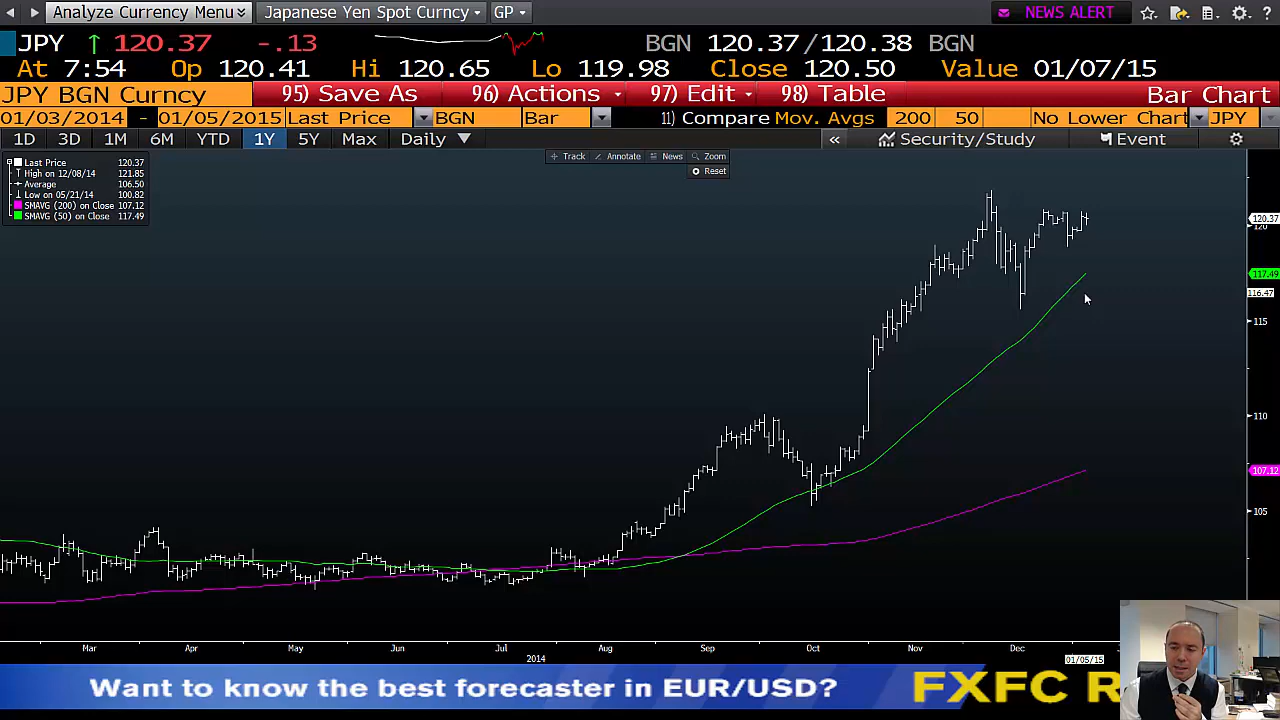 Analyze Currency Menu Japanese Yen Spot Curncy GP NEWS ALERT ?
JPY ↑ 120.37 -.13 BGN 120.37/120.38 BGN
At 7:54 Op 120.41 Hi 120.65 Lo 119.98 Close 120.50 Value 01/07/15
JPY BGN Curncy 95) Save As 96) Actions 97) Edit 98) Table Bar Chart
01/03/2014 - 01/05/2015 Last Price BGN Bar 11) Compare Mov. Avgs 200 50 No Lower Chart JPY
1D 3D 1M 6M YTD 1Y 5Y Max Daily ▼ « Security/Study Event
Track Annotate News Zoom
Reset
Last Price 120.37
High on 12/08/14 121.85
Average 106.50
Low on 05/21/14 100.82
SMAVG (200) on Close 107.12
SMAVG (50) on Close 117.49
120.37
120
117.49
116.47
115
110
107.12
105
Mar Apr May Jun Jul Aug Sep Oct Nov Dec
2014 01/05/15
Want to know the best forecaster in EUR/USD? FXFC R